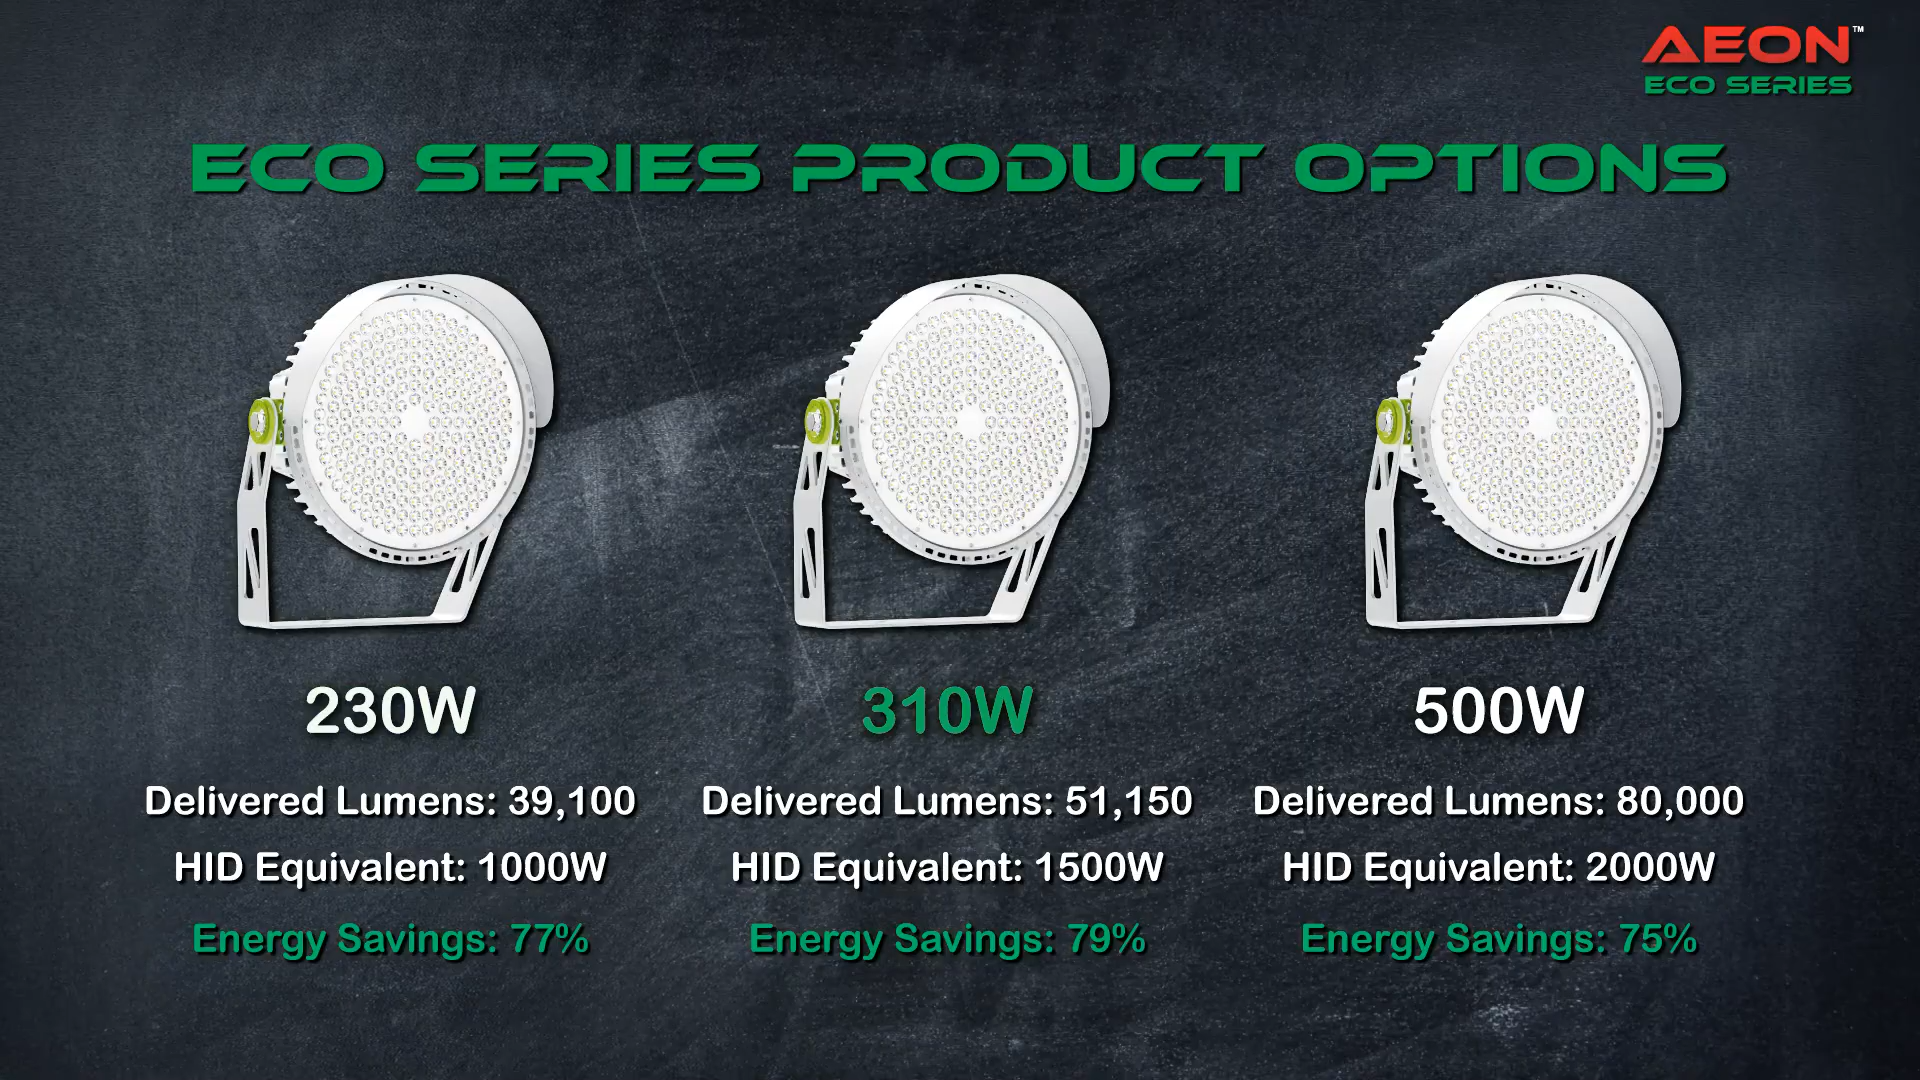 AEON™
ECO SERIES
ECO SERIES PRODUCT OPTIONS
230W
Delivered Lumens: 39,100
HID Equivalent: 1000W
Energy Savings: 77%
310W
Delivered Lumens: 51,150
HID Equivalent: 1500W
Energy Savings: 79%
500W
Delivered Lumens: 80,000
HID Equivalent: 2000W
Energy Savings: 75%